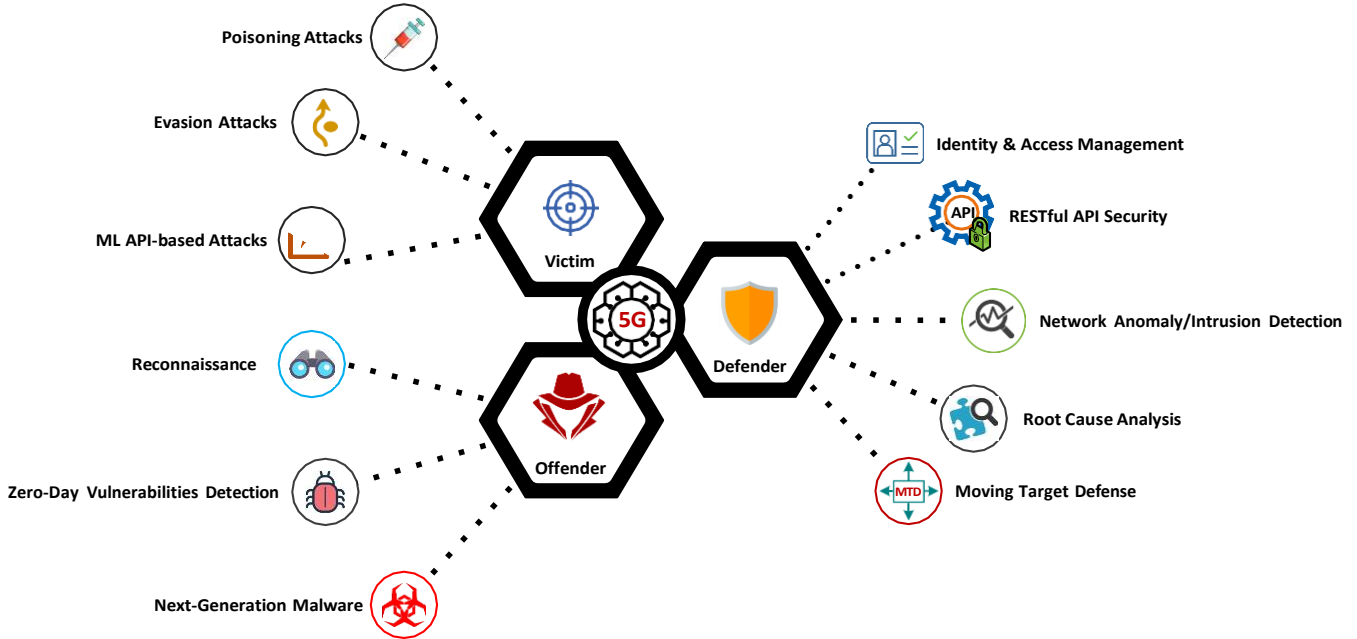 Poisoning Attacks
Evasion Attacks
ML API-based Attacks
Victim
Reconnaissance
Zero-Day Vulnerabilities Detection
Next-Generation Malware
Offender
5G
Defender
Identity & Access Management
API
RESTful API Security
Network Anomaly/Intrusion Detection
Root Cause Analysis
MTD
Moving Target Defense